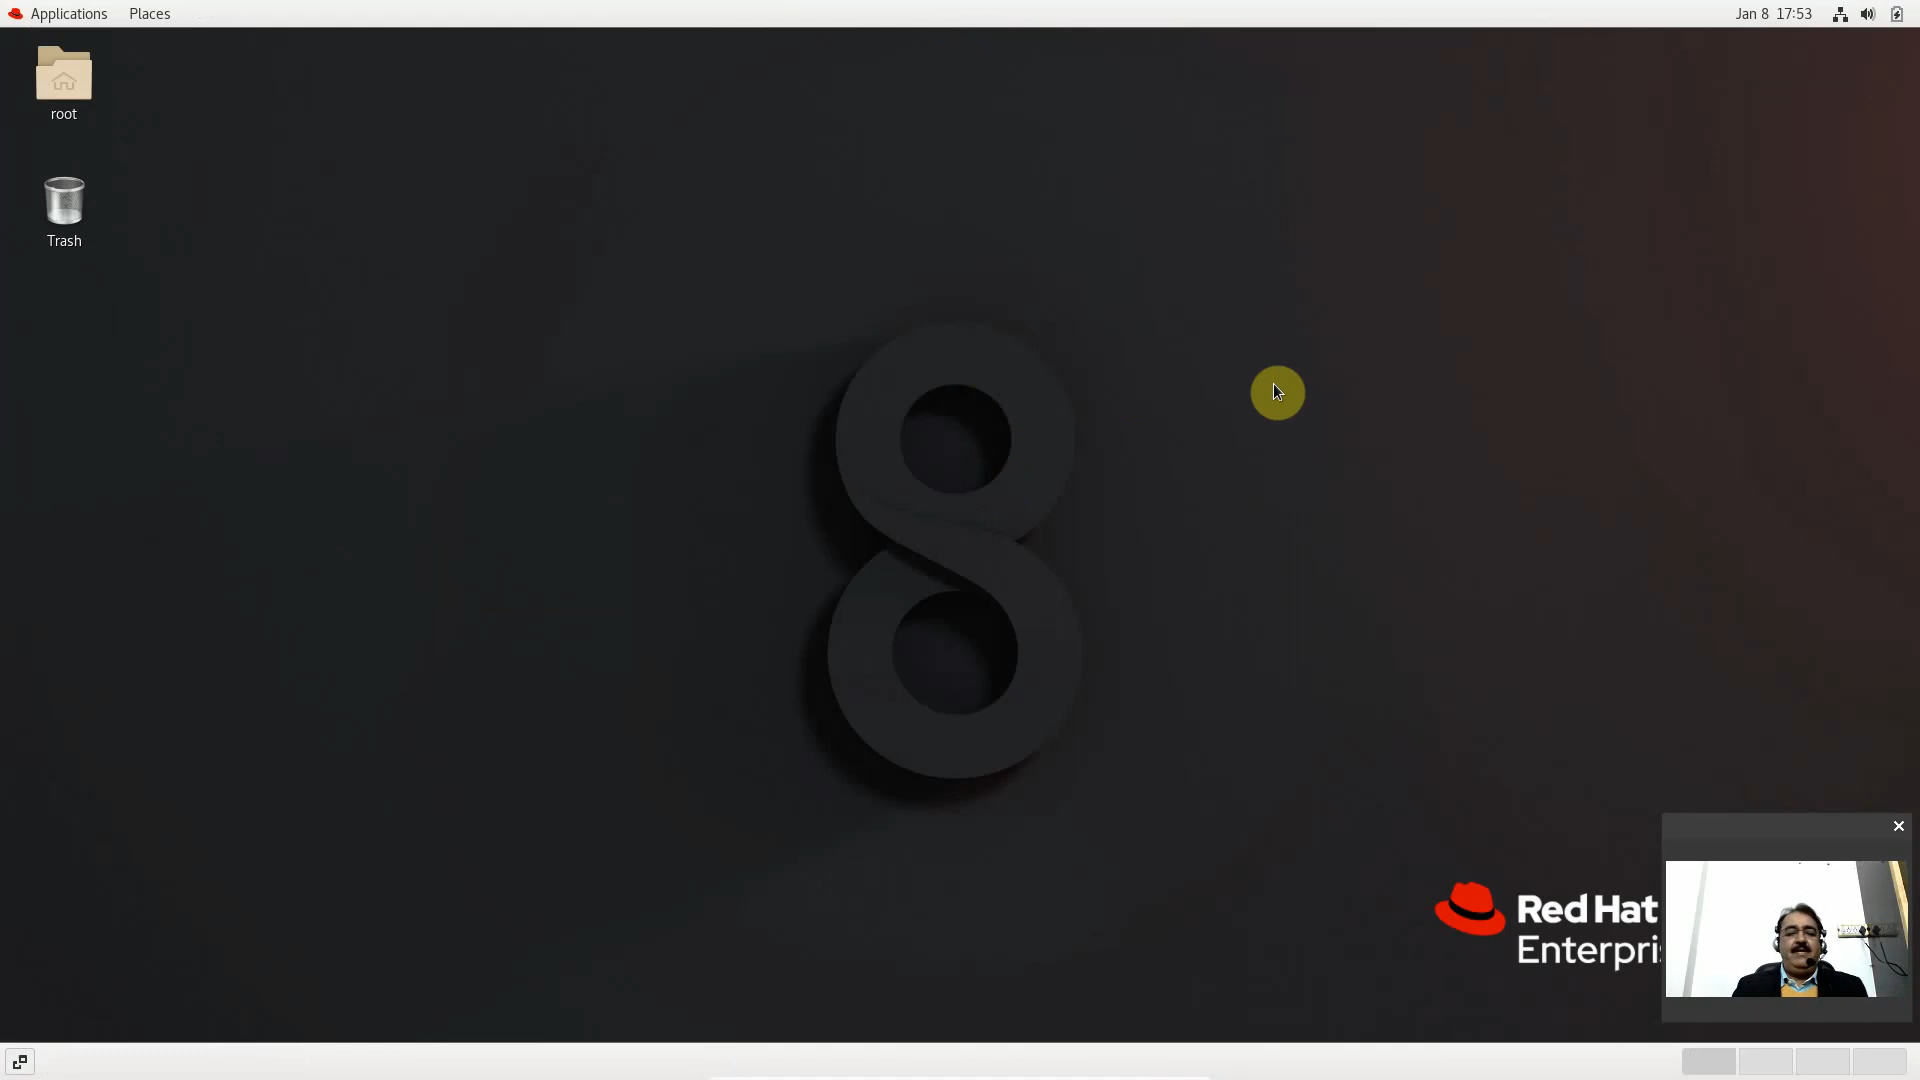 Applications Places Jan 8 17:53
root
Trash
8
Red Hat
Enterpri